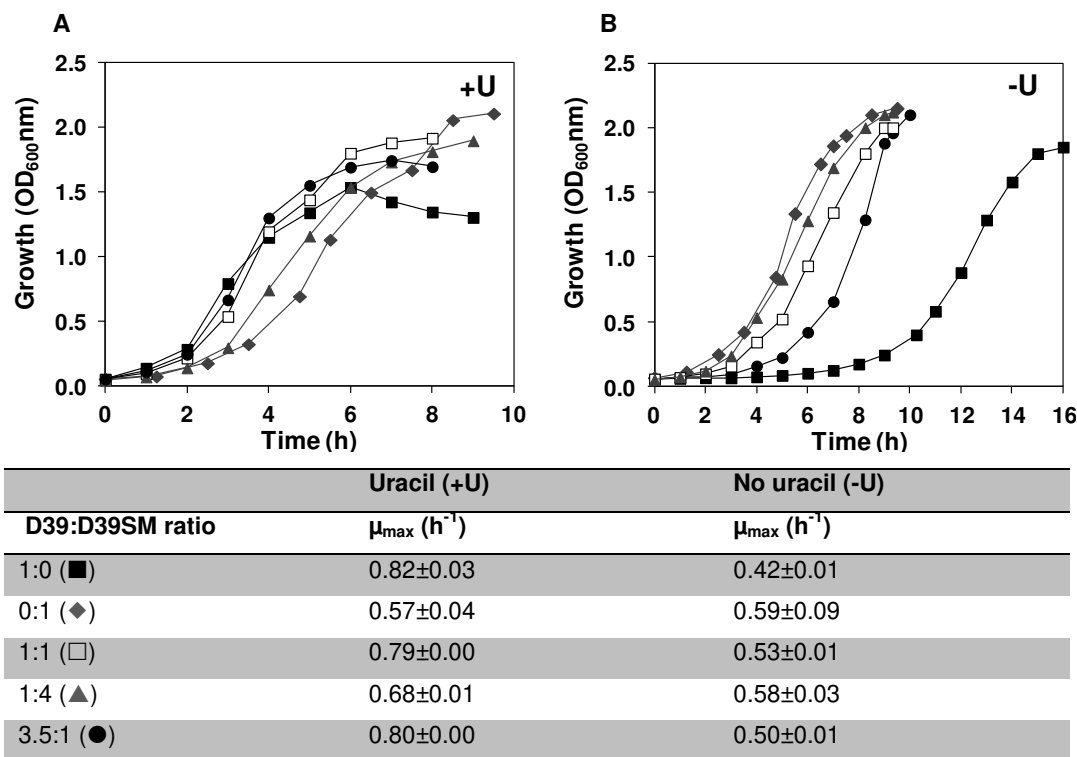 A
B
2.5
2.0
1.5
1.0
0.5
0.0
0 2 4 6 8 10
Growth (OD600nm)
Time (h)
+U
2.5
2.0
1.5
1.0
0.5
0.0
0 2 4 6 8 10 12 14 16
Growth (OD600nm)
Time (h)
-U
Uracil (+U) No uracil (-U)
D39:D39SM ratio µmax (h-1) µmax (h-1)
1:0 (■) 0.82±0.03 0.42±0.01
0:1 (◆) 0.57±0.04 0.59±0.09
1:1 (□) 0.79±0.00 0.53±0.01
1:4 (▲) 0.68±0.01 0.58±0.03
3.5:1 (●) 0.80±0.00 0.50±0.01